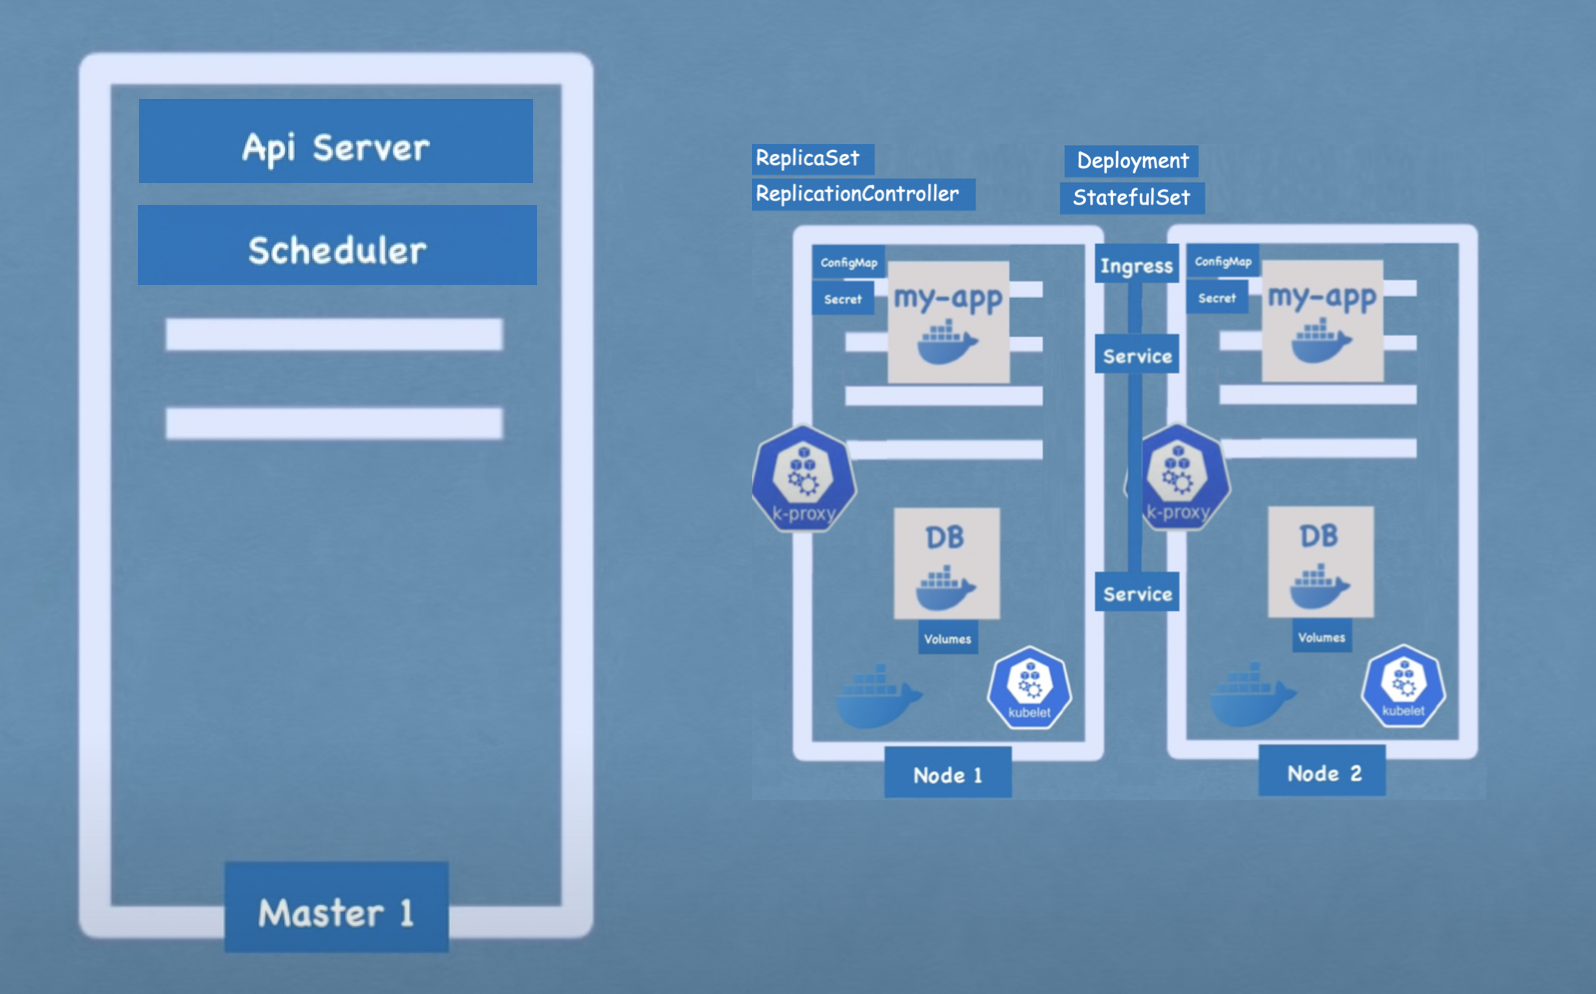 Api Server
Scheduler
Master 1
ReplicaSet
ReplicationController
Deployment
StatefulSet
ConfigMap
Secret
my-app
k-proxy
DB
Volumes
kubelet
Node 1
Ingress
Service
Service
ConfigMap
Secret
my-app
k-proxy
DB
Volumes
kubelet
Node 2